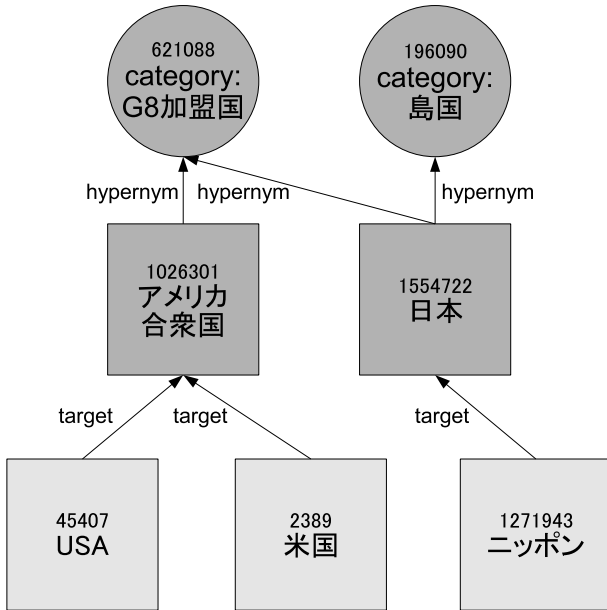 621088
category:
G8加盟国
196090
category:
島国
hypernym
hypernym
hypernym
1026301
アメリカ
合衆国
1554722
日本
target
target
target
45407
USA
2389
米国
1271943
ニッポン